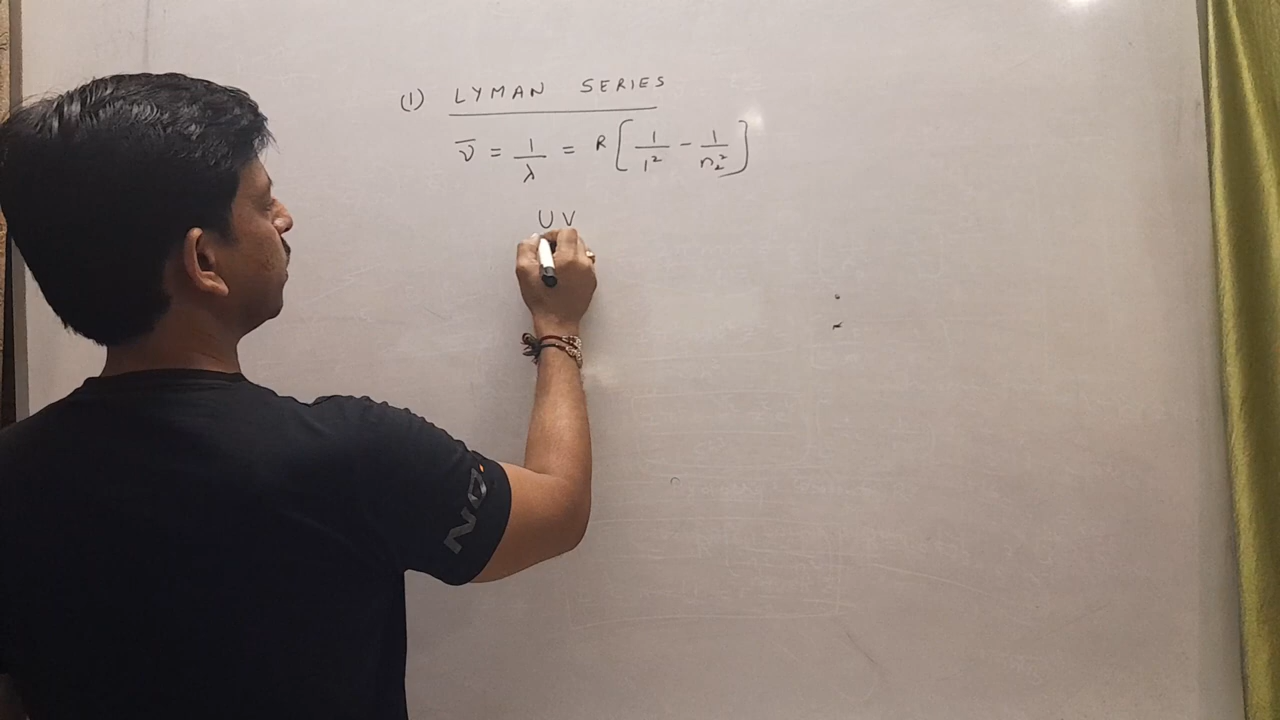 (1) LYMAN SERIES
ν̄ = 1/λ = R[1/1² - 1/n₂²]
UV